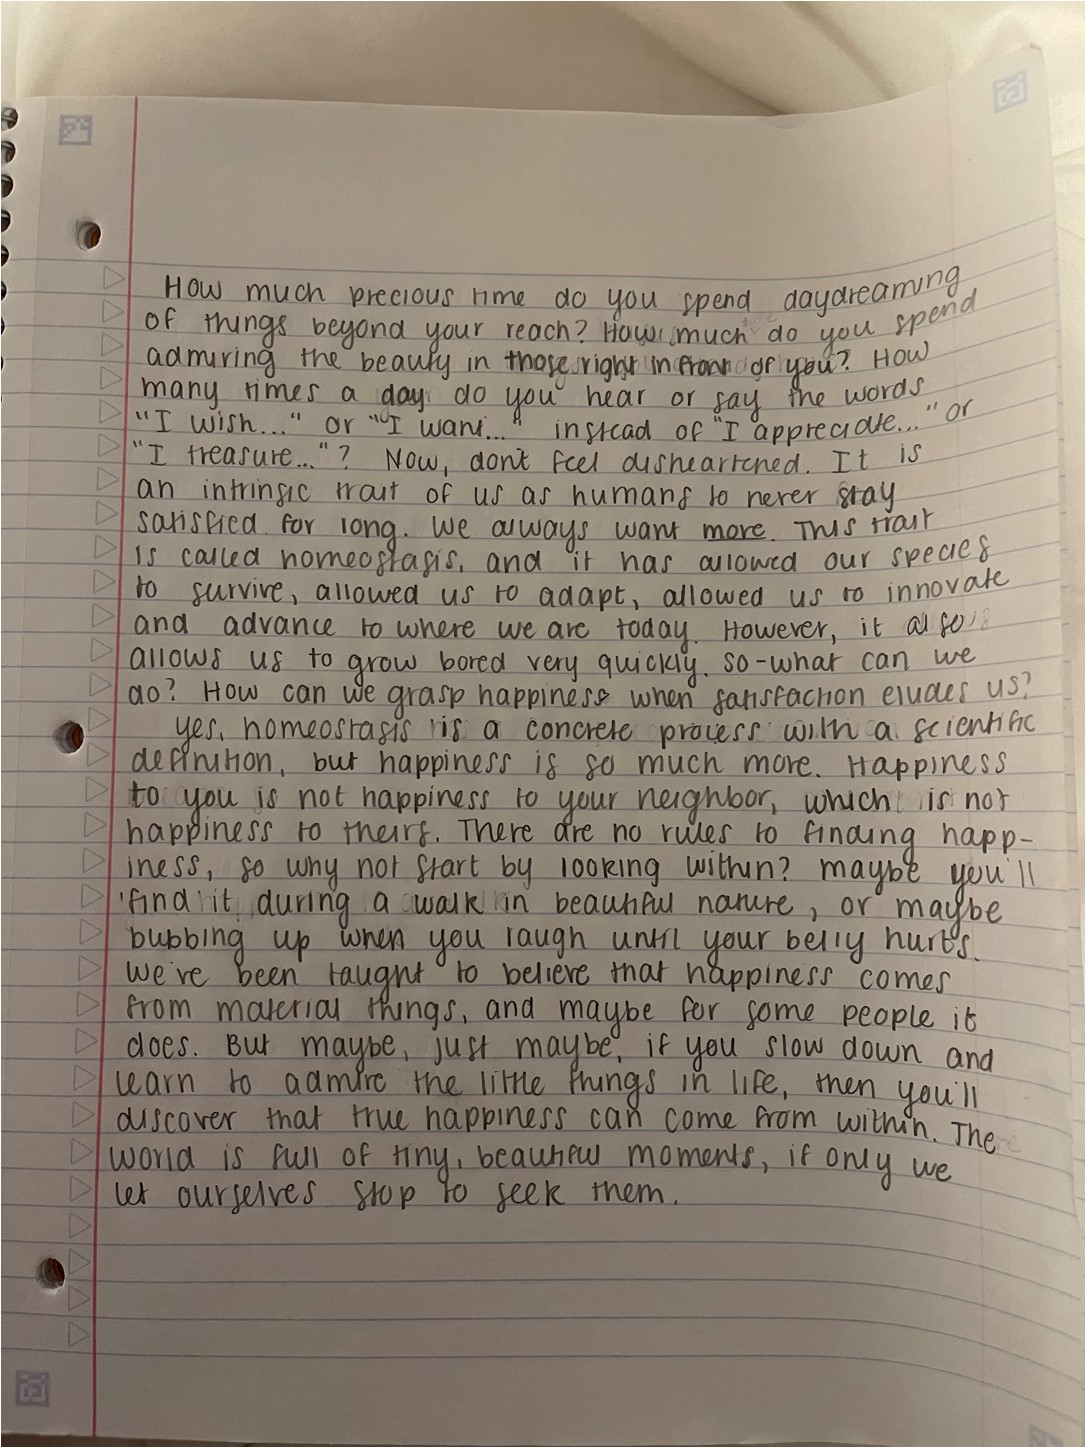 How much precious time do you spend daydreaming
of things beyond your reach? How much do you spend
admiring the beauty in those right in front of you? How
many times a day do you hear or say the words
"I wish..." or "I want..." instead of "I appreciate..." or
"I treasure..."? Now, don't feel disheartened. It is
an intrinsic trait of us as humans to never stay
satisfied for long. We always want more. This trait
is called homeostasis, and it has allowed our species
to survive, allowed us to adapt, allowed us to innovate
and advance to where we are today. However, it also
allows us to grow bored very quickly. So-what can we
do? How can we grasp happiness when satisfaction eludes us?
Yes, homeostasis is a concrete process with a scientific
definition, but happiness is so much more. Happiness
to you is not happiness to your neighbor, which is not
happiness to theirs. There are no rules to finding happ-
iness, so why not start by looking within? Maybe you'll
find it during a walk in beautiful nature, or maybe
bubbing up when you laugh until your belly hurts.
We've been taught to believe that happiness comes
from material things, and maybe for some people it
does. But maybe, just maybe, if you slow down and
learn to admire the little things in life, then you'll
discover that true happiness can come from within. The
world is full of tiny, beautiful moments, if only we
let ourselves stop to seek them.